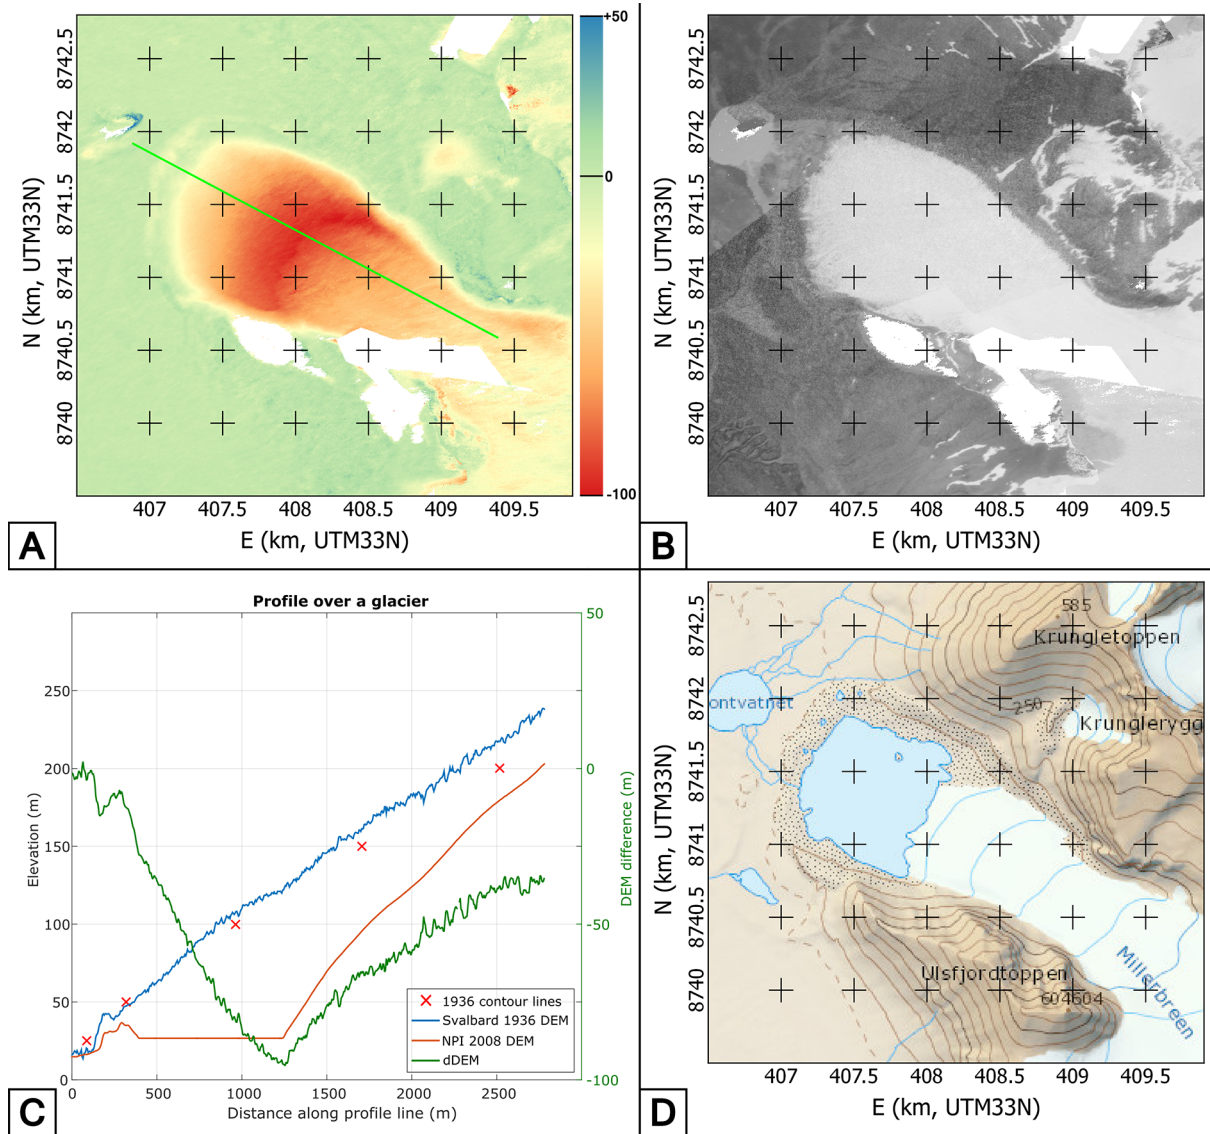 +50
0
-100
8742.5
8742
8741.5
8741
8740.5
8740
N (km, UTM33N)
407
407.5
408
408.5
409
409.5
E (km, UTM33N)
A
8742.5
8742
8741.5
8741
8740.5
8740
N (km, UTM33N)
407
407.5
408
408.5
409
409.5
E (km, UTM33N)
B
Profile over a glacier
250
200
150
100
50
0
Elevation (m)
50
0
-50
-100
DEM difference (m)
1936 contour lines
Svalbard 1936 DEM
NPI 2008 DEM
dDEM
0
500
1000
1500
2000
2500
Distance along profile line (m)
C
585
Krungletoppen
ontvatnet
250
Krunglerygg
Ulsfjordtoppen
604604
Millerbreen
8742.5
8742
8741.5
8741
8740.5
8740
N (km, UTM33N)
407
407.5
408
408.5
409
409.5
E (km, UTM33N)
D